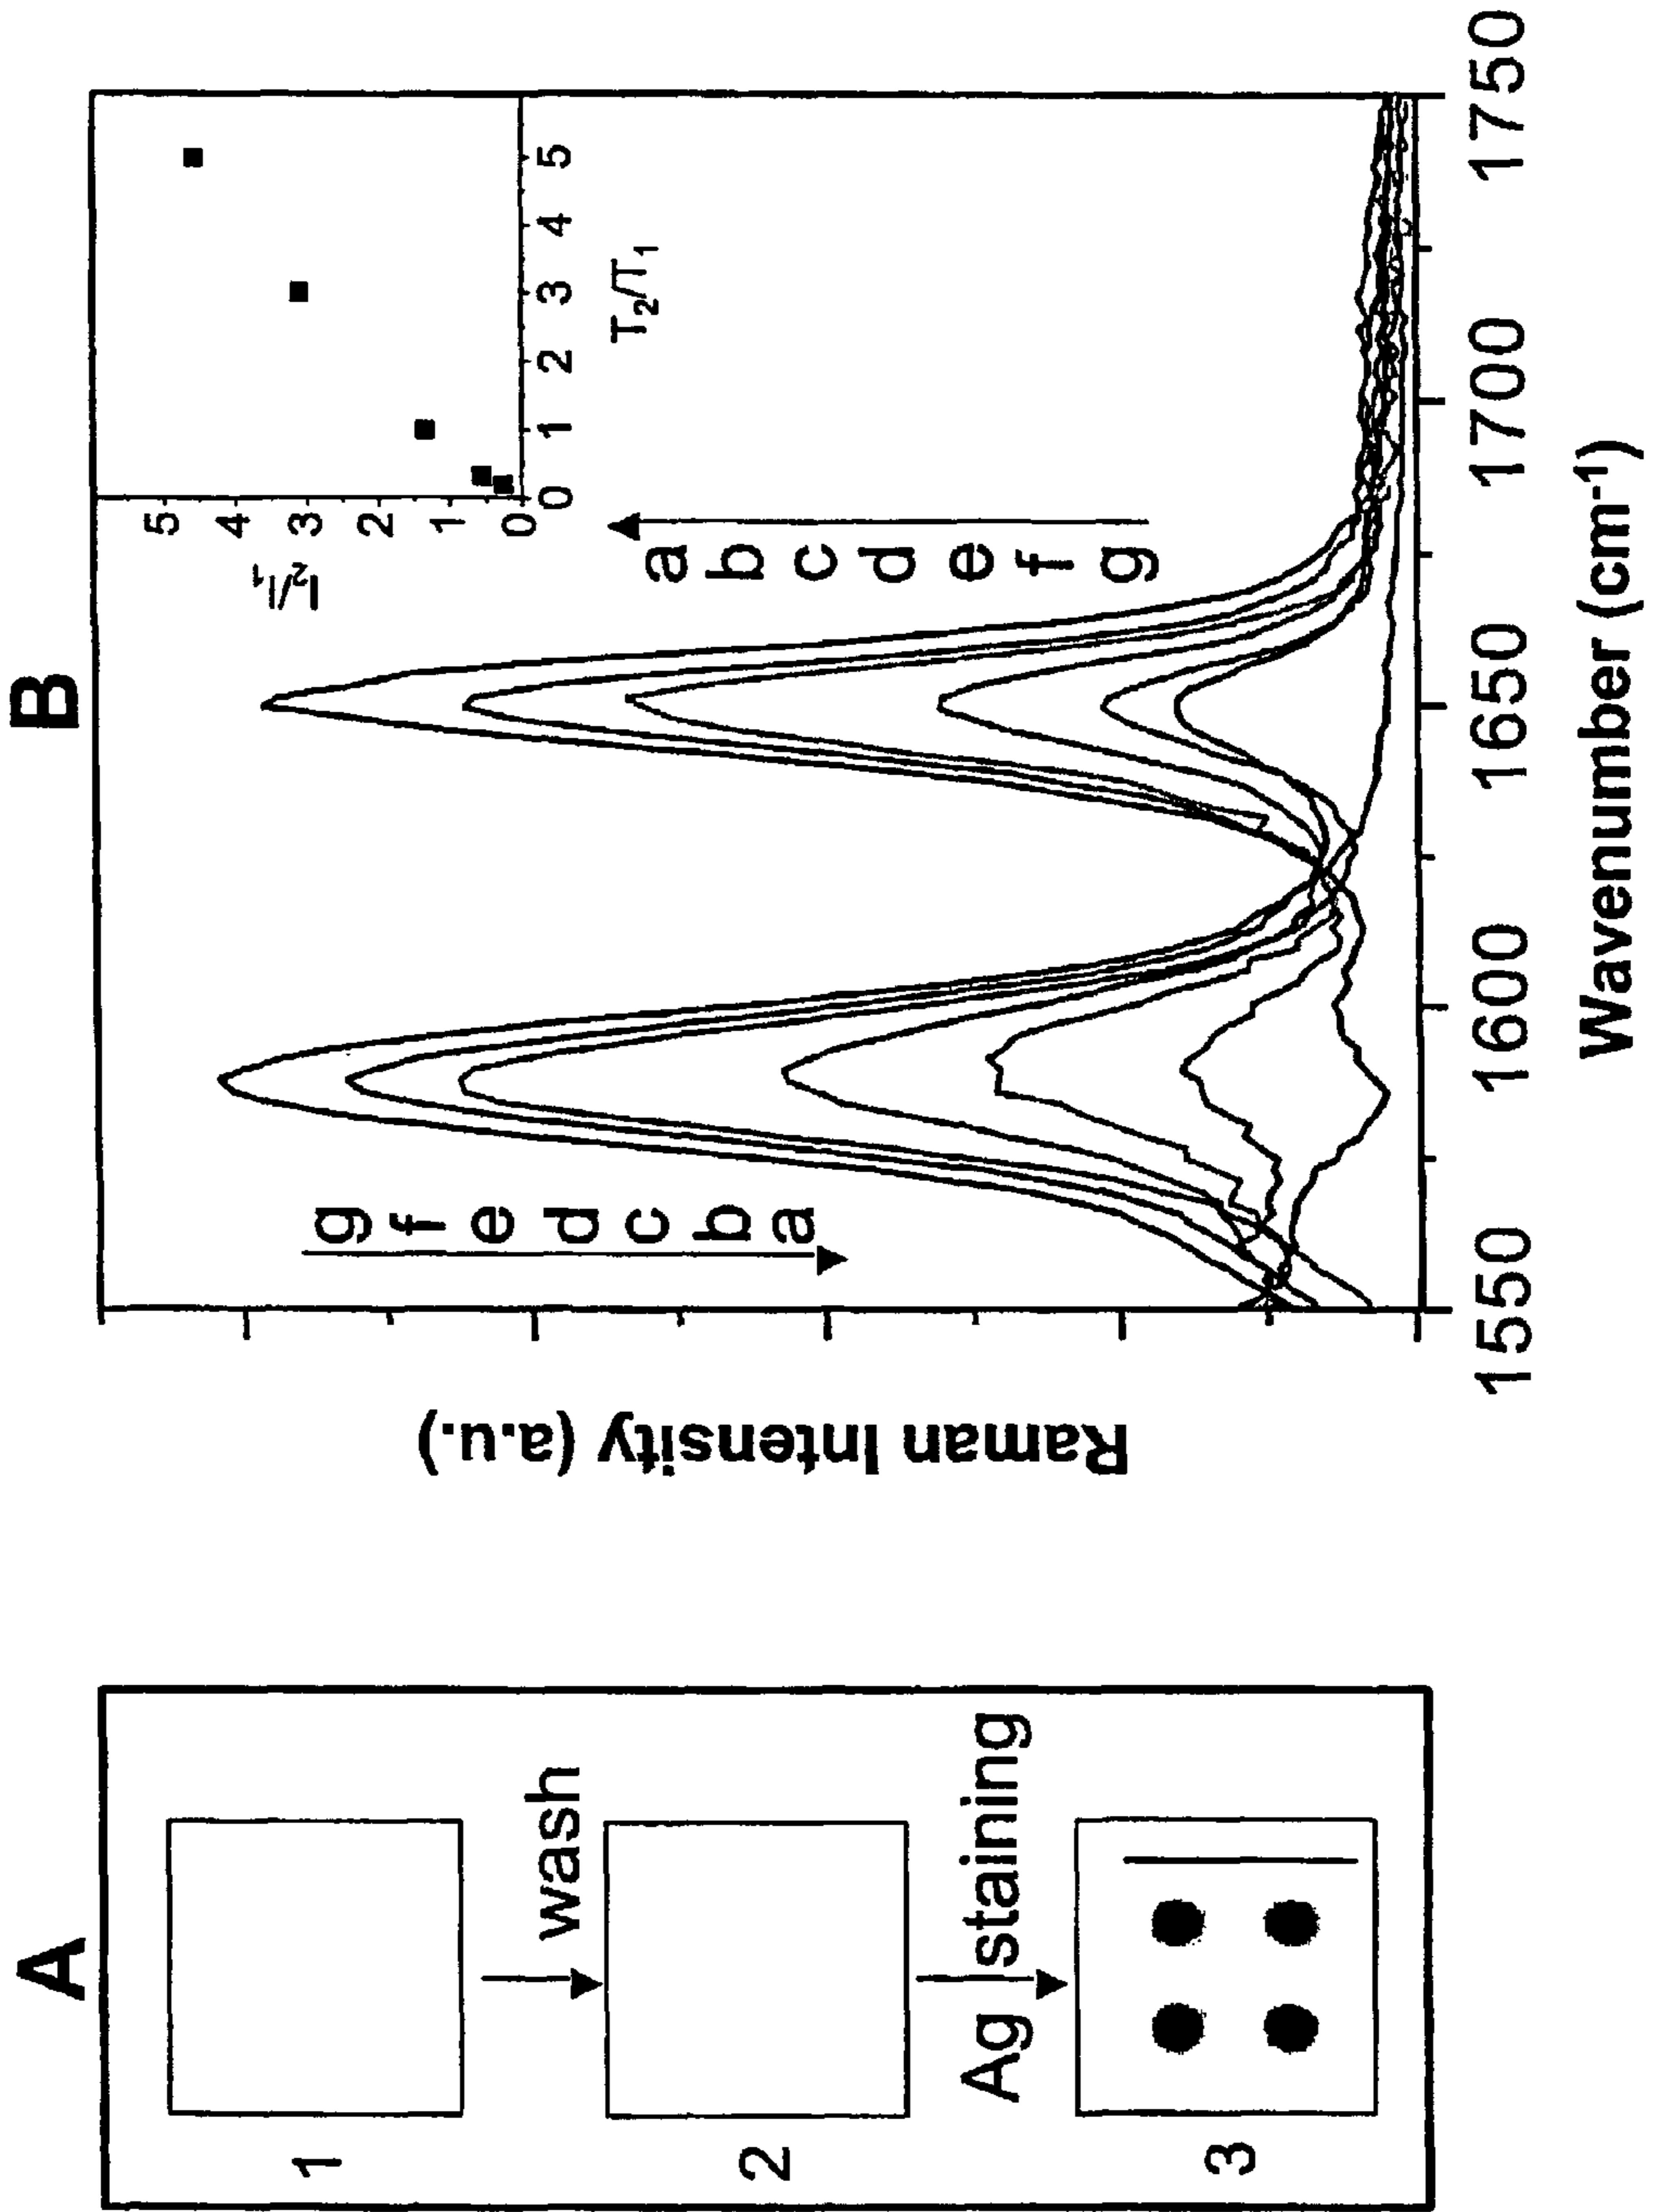 A
1
wash
2
Ag staining
3
B
Raman Intensity (a.u.)
g
f
e
d
c
b
a
a
b
c
d
e
f
g
I₂/I₁
5
4
3
2
1
0
0 1 2 3 4 5
T₂/T₁
1550 1600 1650 1700 1750
Wavenumber (cm⁻¹)